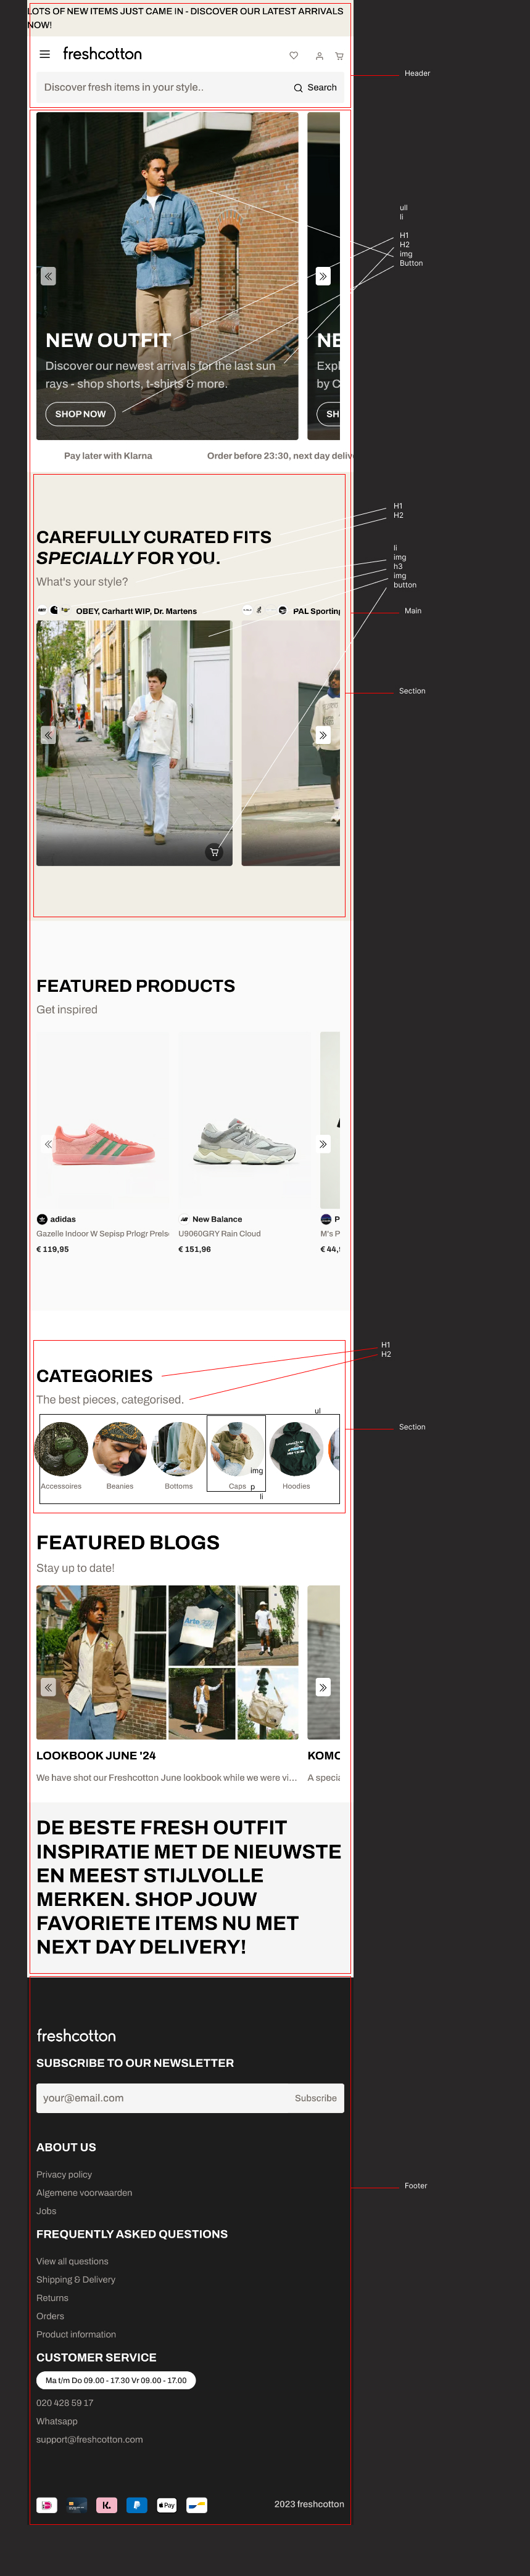 LOTS OF NEW ITEMS JUST CAME IN - DISCOVER OUR LATEST ARRIVALS
NOW!
freshcotton
Discover fresh items in your style..
Search
Header
ull
li
H1
H2
img
Button
NEW OUTFIT
Discover our newest arrivals for the last sun
rays - shop shorts, t-shirts & more.
SHOP NOW
NE
Expl
by C
SH
Pay later with Klarna
Order before 23:30, next day delive
H1
H2
CAREFULLY CURATED FITS
SPECIALLY FOR YOU.
What's your style?
li
img
h3
img
button
OBEY, Carhartt WIP, Dr. Martens
PAL Sporting
Main
Section
FEATURED PRODUCTS
Get inspired
adidas
Gazelle Indoor W Sepisp Prlogr Prels
€ 119,95
New Balance
U9060GRY Rain Cloud
€ 151,96
P
M's P
€ 44,
H1
H2
CATEGORIES
The best pieces, categorised.
ul
Section
Accessoires
Beanies
Bottoms
Caps
Hoodies
img
p
li
FEATURED BLOGS
Stay up to date!
Arte
LOOKBOOK JUNE '24
We have shot our Freshcotton June lookbook while we were vi...
KOMO
A specia
DE BESTE FRESH OUTFIT
INSPIRATIE MET DE NIEUWSTE
EN MEEST STIJLVOLLE
MERKEN. SHOP JOUW
FAVORIETE ITEMS NU MET
NEXT DAY DELIVERY!
freshcotton
SUBSCRIBE TO OUR NEWSLETTER
your@email.com
Subscribe
ABOUT US
Privacy policy
Algemene voorwaarden
Jobs
Footer
FREQUENTLY ASKED QUESTIONS
View all questions
Shipping & Delivery
Returns
Orders
Product information
CUSTOMER SERVICE
Ma t/m Do 09.00 - 17.30 Vr 09.00 - 17.00
020 428 59 17
Whatsapp
support@freshcotton.com
K.
Pay
2023 freshcotton